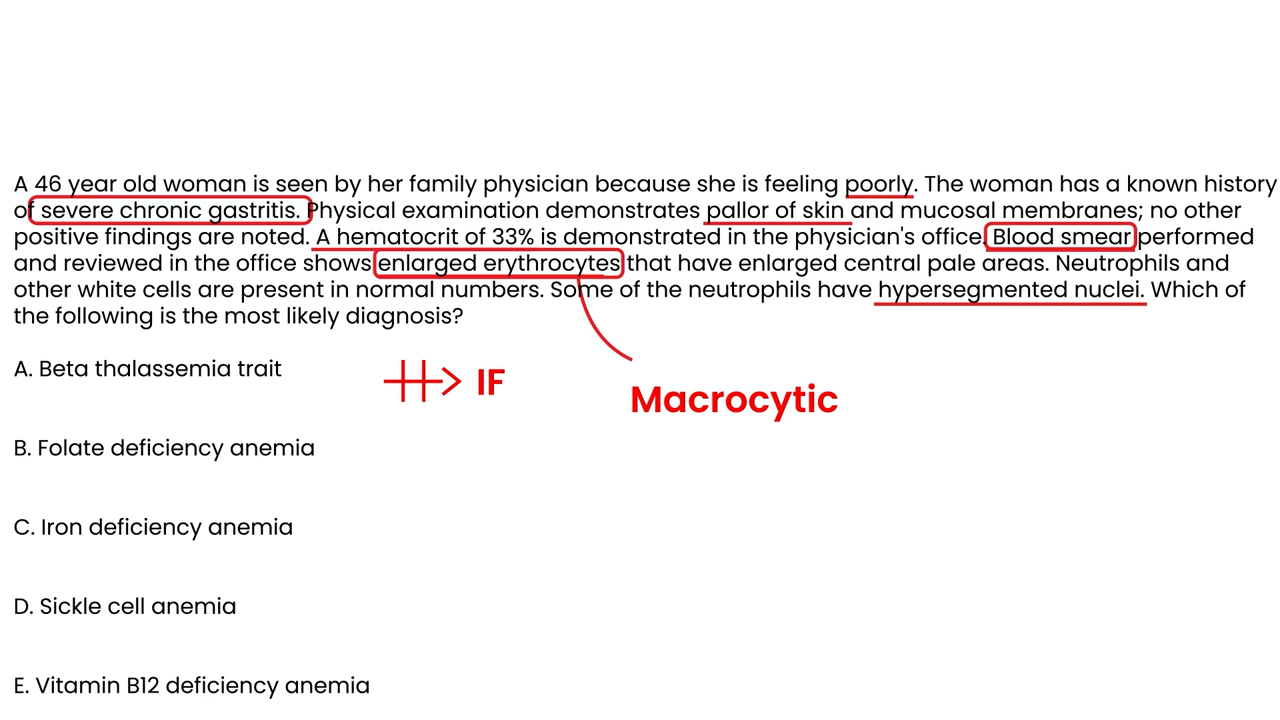 A 46 year old woman is seen by her family physician because she is feeling poorly. The woman has a known history
of severe chronic gastritis. Physical examination demonstrates pallor of skin and mucosal membranes; no other
positive findings are noted. A hematocrit of 33% is demonstrated in the physician's office. Blood smear performed
and reviewed in the office shows enlarged erythrocytes that have enlarged central pale areas. Neutrophils and
other white cells are present in normal numbers. Some of the neutrophils have hypersegmented nuclei. Which of
the following is the most likely diagnosis?
A. Beta thalassemia trait
IF
Macrocytic
B. Folate deficiency anemia
C. Iron deficiency anemia
D. Sickle cell anemia
E. Vitamin B12 deficiency anemia